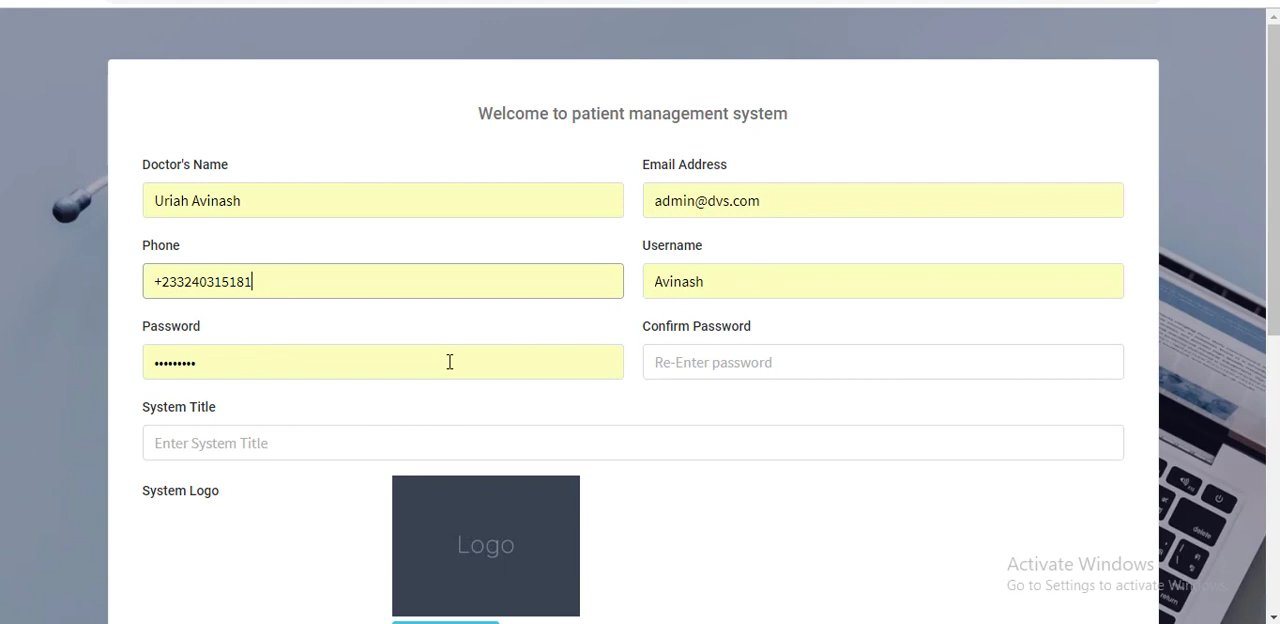 Welcome to patient management system
Doctor's Name
Email Address
Uriah Avinash
admin@dvs.com
Phone
Username
+233240315181
Avinash
Password
Confirm Password
•••••••••
Re-Enter password
System Title
Enter System Title
System Logo
Logo
Activate Windows
Go to Settings to activate Windows.
delete
return